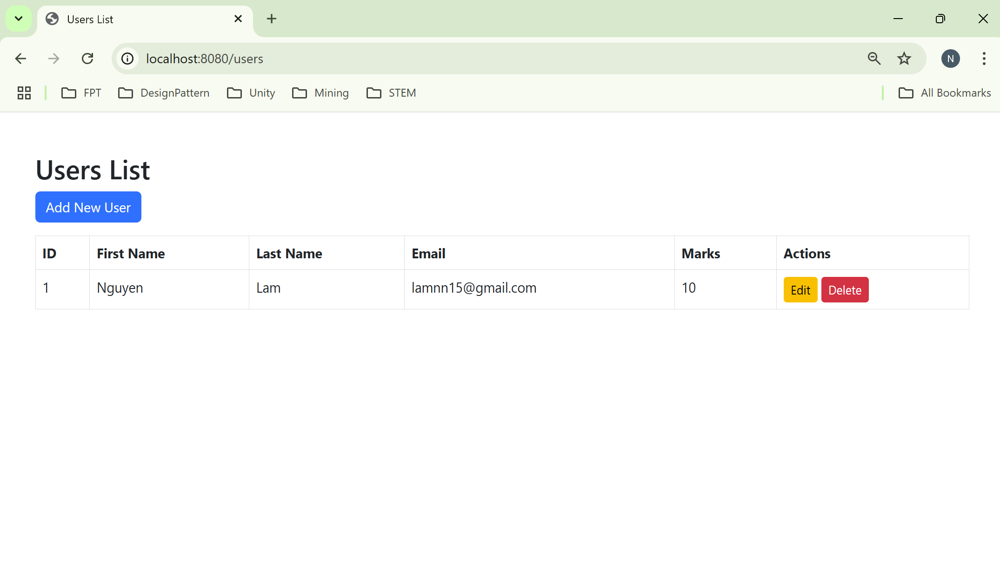 Users List
localhost:8080/users
N
FPT DesignPattern Unity Mining STEM All Bookmarks
Users List
Add New User
ID First Name Last Name Email Marks Actions
1 Nguyen Lam lamnn15@gmail.com 10 Edit Delete